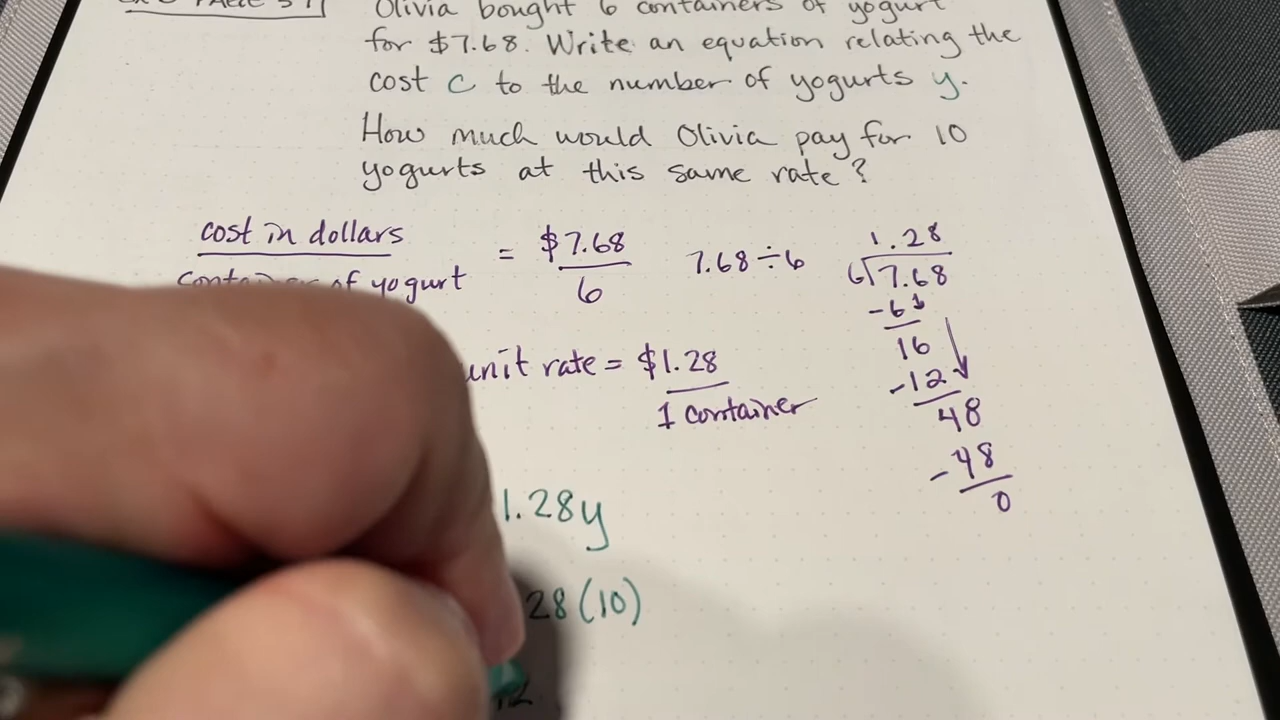 Olivia bought 6 containers of yogurt
for $7.68. Write an equation relating the
cost C to the number of yogurts y.
How much would Olivia pay for 10
yogurts at this same rate?
cost in dollars
container of yogurt
= $7.68
6
7.68÷6
1.28
6)7.68
-6↓
16
-12
48
-48
0
unit rate = $1.28
1 container
1.28y
28(10)